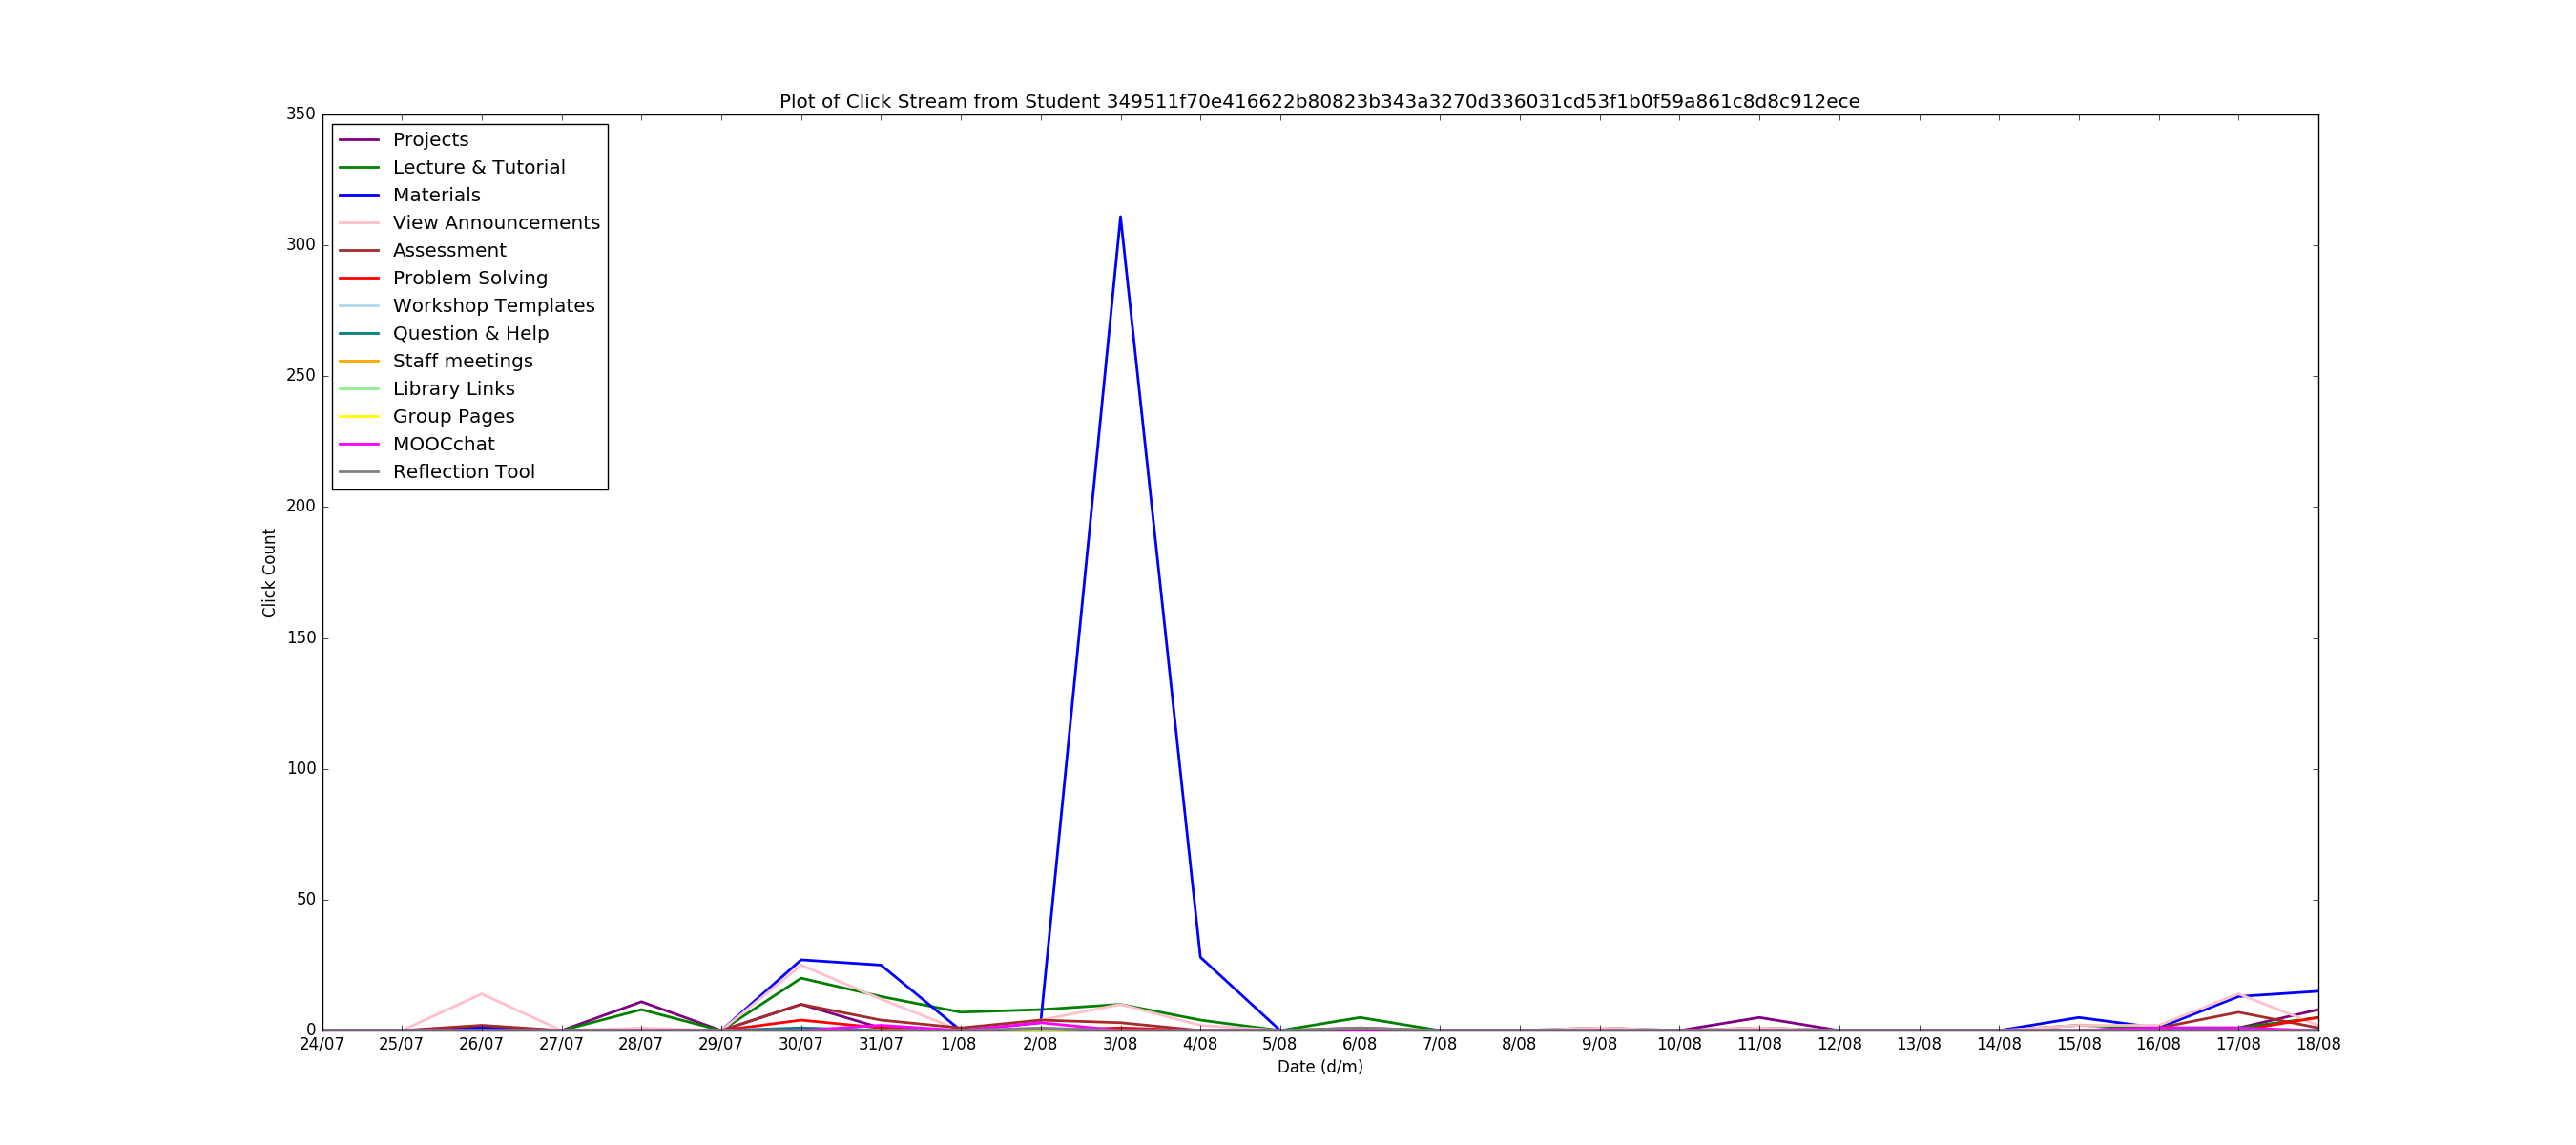 Plot of Click Stream from Student 349511f70e416622b80823b343a3270d336031cd53f1b0f59a861c8d8c912ece
350
300
250
200
150
100
50
0
Click Count
Projects
Lecture & Tutorial
Materials
View Announcements
Assessment
Problem Solving
Workshop Templates
Question & Help
Staff meetings
Library Links
Group Pages
MOOCchat
Reflection Tool
24/07 25/07 26/07 27/07 28/07 29/07 30/07 31/07 1/08 2/08 3/08 4/08 5/08 6/08 7/08 8/08 9/08 10/08 11/08 12/08 13/08 14/08 15/08 16/08 17/08 18/08
Date (d/m)